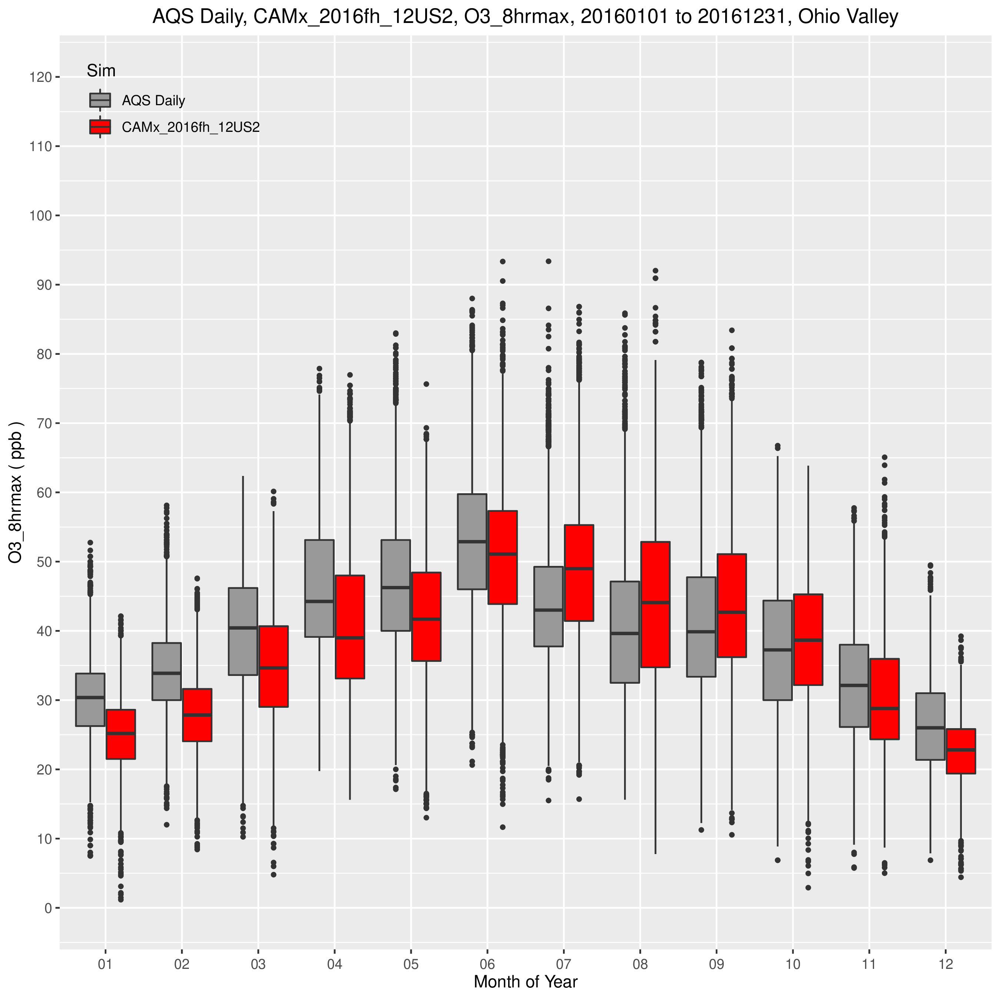 AQS Daily, CAMx_2016fh_12US2, O3_8hrmax, 20160101 to 20161231, Ohio Valley
Sim
AQS Daily
CAMx_2016fh_12US2
O3_8hrmax ( ppb )
120
110
100
90
80
70
60
50
40
30
20
10
0
01 02 03 04 05 06 07 08 09 10 11 12
Month of Year